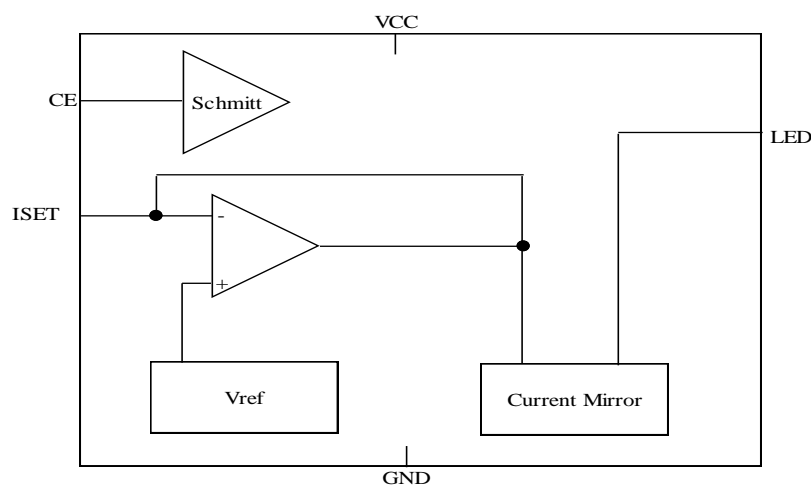 VCC
CE
Schmitt
LED
ISET
-
+
Vref
Current Mirror
GND